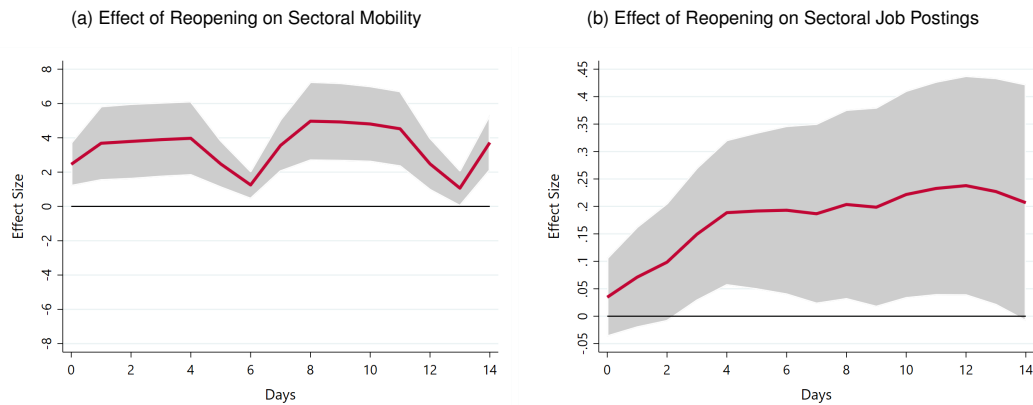 (a) Effect of Reopening on Sectoral Mobility
8
6
4
2
0
-2
-4
-6
-8
Effect Size
0 2 4 6 8 10 12 14
Days
(b) Effect of Reopening on Sectoral Job Postings
.45
.4
.35
.3
.25
.2
.15
.1
.05
0
-.05
Effect Size
0 2 4 6 8 10 12 14
Days